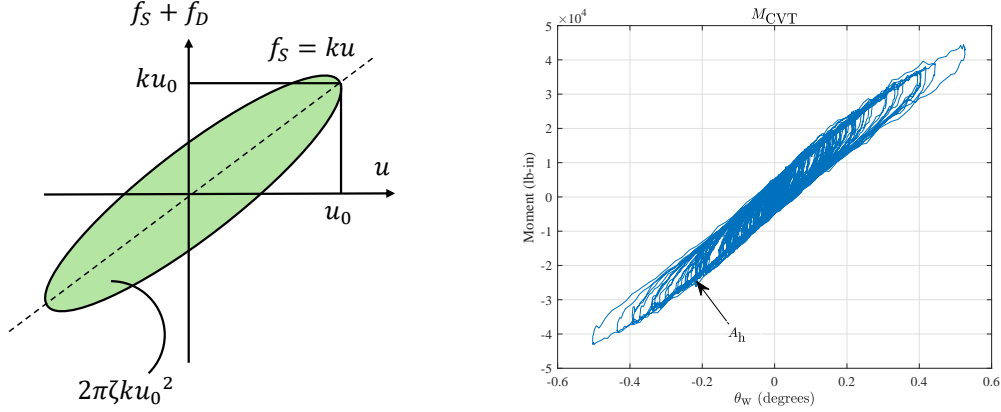 f_S + f_D
f_S = ku
ku_0
u
u_0
2πζku_0^2
M_CVT
×10^4
5
4
3
2
1
0
-1
-2
-3
-4
-5
Moment (lb-in)
A_h
-0.6 -0.4 -0.2 0 0.2 0.4 0.6
θ_W (degrees)